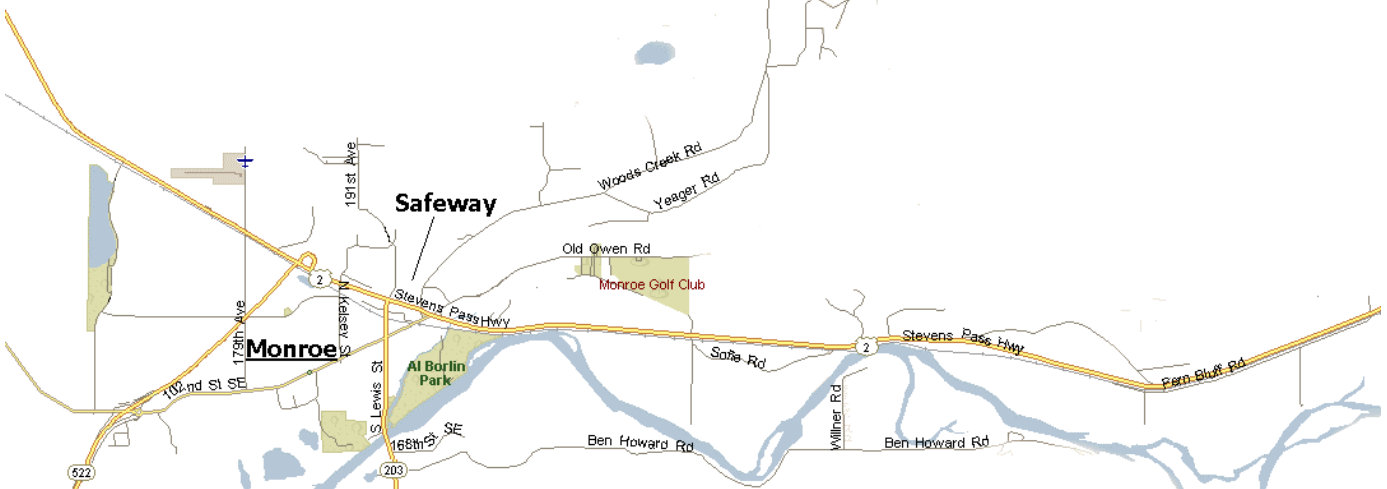 Woods Creek Rd
191st Ave
Yeager Rd
Safeway
Old Owen Rd
2
Monroe Golf Club
N Kelsey St
Stevens Pass Hwy
179th Ave
Monroe
Stevens Pass Hwy
2
Sofia Rd
Al Borlin
Park
Fern Bluff Rd
102nd St SE
S Lewis St
Willner Rd
168th St SE
Ben Howard Rd
Ben Howard Rd
522
203